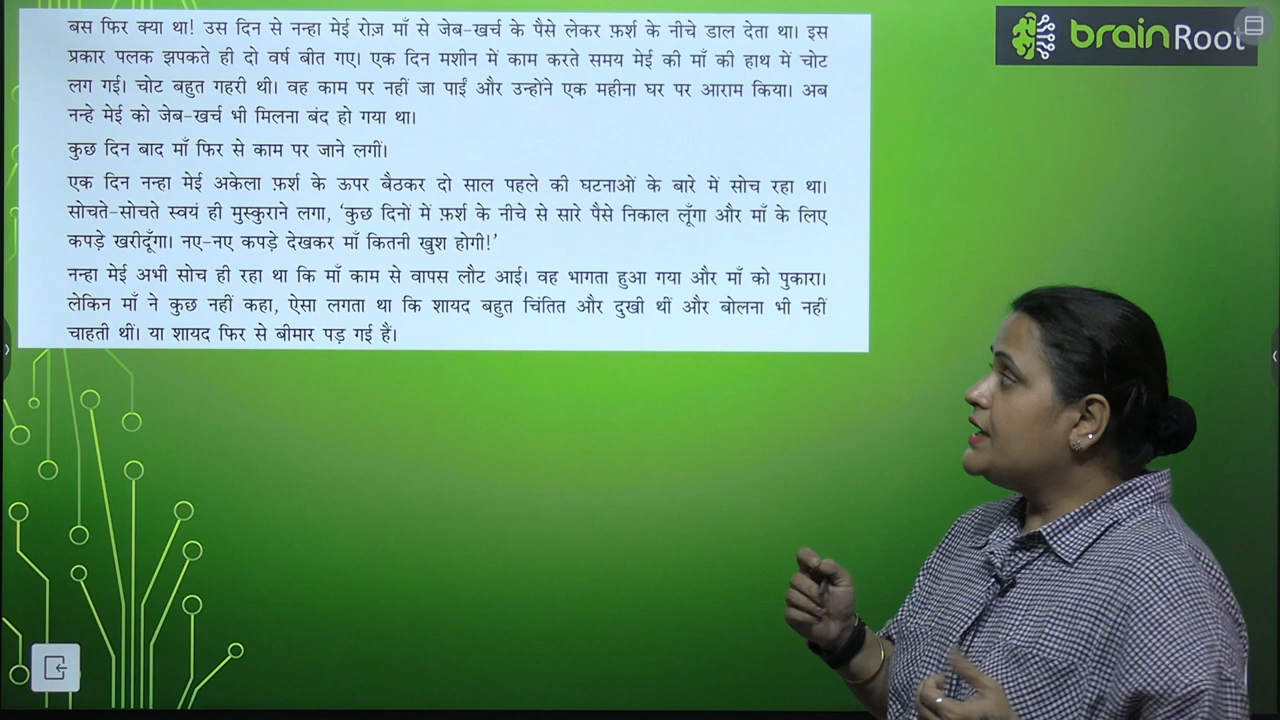 बस फिर क्या था! उस दिन से नन्हा मेई रोज़ माँ से जेब-खर्च के पैसे लेकर फ़र्श के नीचे डाल देता था। इस
प्रकार पलक झपकते ही दो वर्ष बीत गए। एक दिन मशीन में काम करते समय मेई की माँ की हाथ में चोट
लग गई। चोट बहुत गहरी थी। वह काम पर नहीं जा पाईं और उन्होंने एक महीना घर पर आराम किया। अब
नन्हे मेई को जेब-खर्च भी मिलना बंद हो गया था।
कुछ दिन बाद माँ फिर से काम पर जाने लगीं।
एक दिन नन्हा मेई अकेला फ़र्श के ऊपर बैठकर दो साल पहले की घटनाओं के बारे में सोच रहा था।
सोचते-सोचते स्वयं ही मुस्कुराने लगा, ‘कुछ दिनों में फ़र्श के नीचे से सारे पैसे निकाल लूँगा और माँ के लिए
कपड़े खरीदूँगा। नए-नए कपड़े देखकर माँ कितनी खुश होगी!’
नन्हा मेई अभी सोच ही रहा था कि माँ काम से वापस लौट आई। वह भागता हुआ गया और माँ को पुकारा।
लेकिन माँ ने कुछ नहीं कहा, ऐसा लगता था कि शायद बहुत चिंतित और दुखी थीं और बोलना भी नहीं
चाहती थीं। या शायद फिर से बीमार पड़ गई हैं।
brainRoot